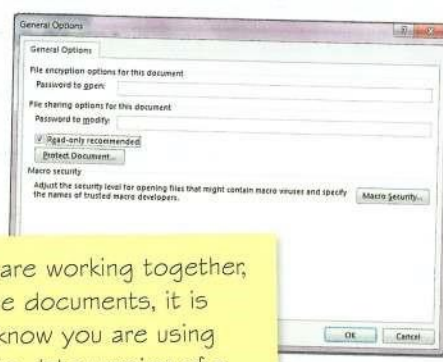 General Options
General Options
File encryption options for this document
Password to open:
File sharing options for this document
Password to modify:
Read-only recommended
Protect Document...
Macro security
Adjust the security level for opening files that might contain macro viruses and specify
the names of trusted macro developers.
Macro Security...
OK
Cancel
are working together,
documents, it is
know you are using